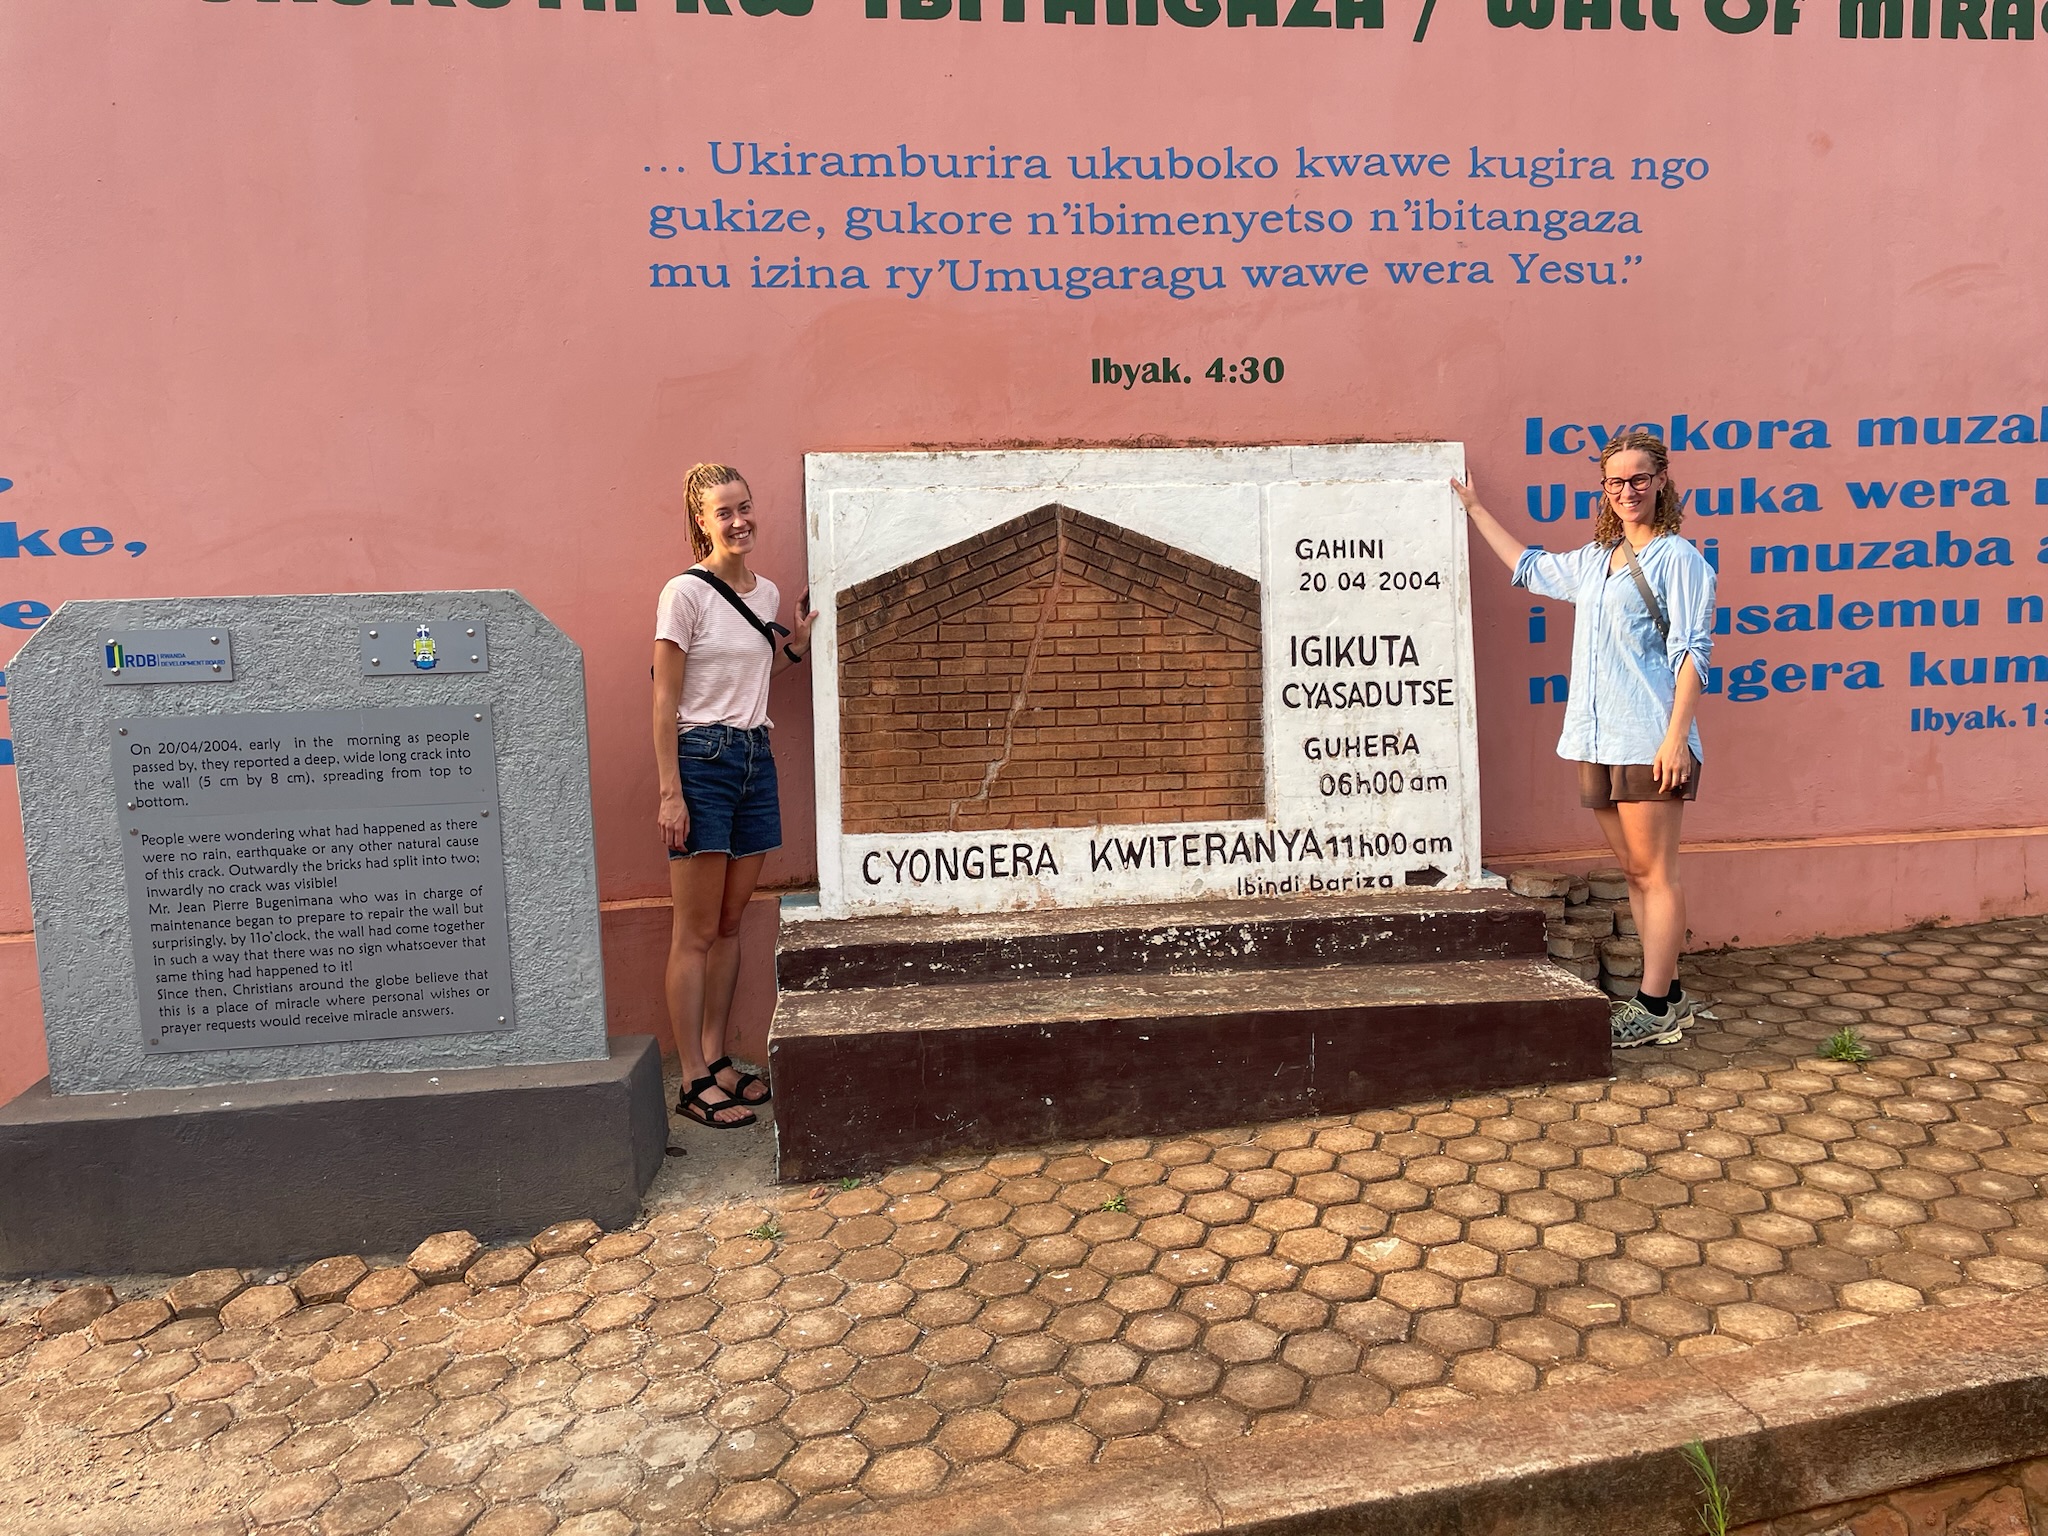 KW'IBITANGAZA / WALL OF
... Ukiramburira ukuboko kwawe kugira ngo
gukize, gukore n'ibimenyetso n'ibitangaza
mu izina ry'Umugaragu wawe wera Yesu."
Ibyak. 4:30
ke,
RDB RWANDA
DEVELOPMENT BOARD
On 20/04/2004, early in the morning as people
passed by, they reported a deep, wide long crack into
the wall (5 cm by 8 cm), spreading from top to
bottom.
People were wondering what had happened as there
were no rain, earthquake or any other natural cause
of this crack. Outwardly the bricks had split into two;
inwardly no crack was visible!
Mr. Jean Pierre Bugenimana who was in charge of
maintenance began to prepare to repair the wall but
surprisingly, by 11o'clock, the wall had come together
in such a way that there was no sign whatsoever that
same thing had happened to it!
Since then, Christians around the globe believe that
this is a place of miracle where personal wishes or
prayer requests would receive miracle answers.
GAHINI
20 04 2004
IGIKUTA
CYASADUTSE
GUHERA
06h00 am
CYONGERA KWITERANYA 11h00 am
Ibindi bariza
Icyakora
wera
muzaba
i
kum
Ibyak.1: